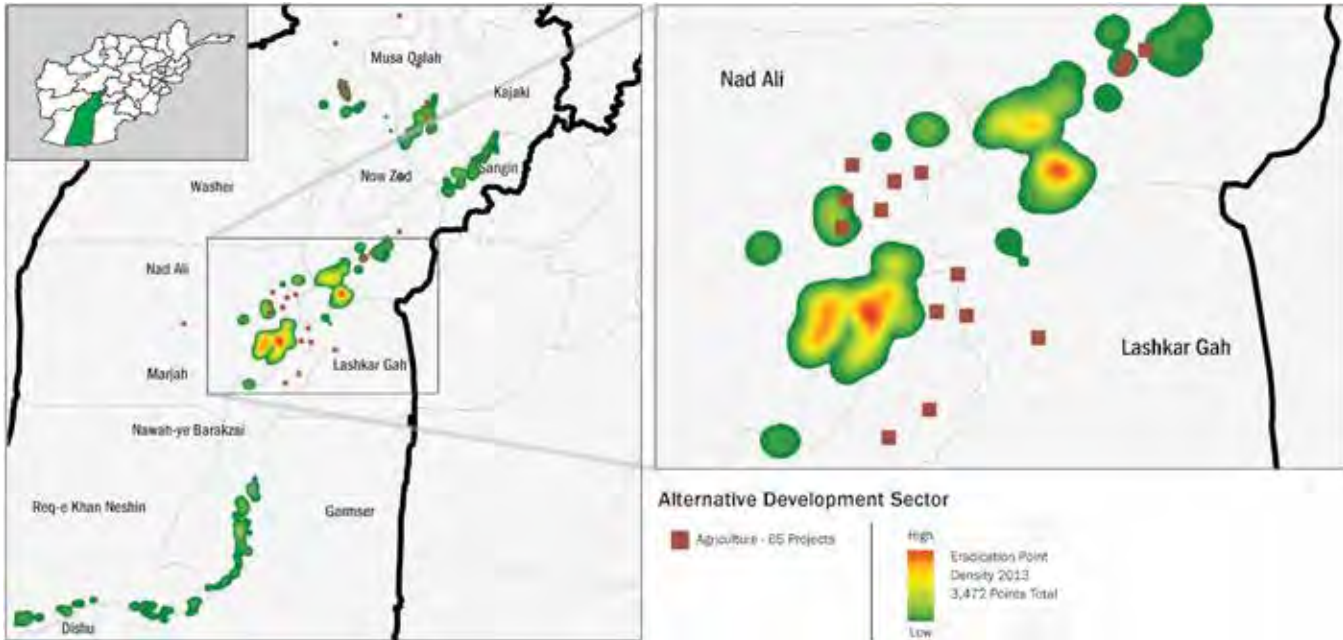 Musa Qalah
Kajaki
Sangin
Now Zad
Washer
Nad Ali
Marjah
Lashkar Gah
Nawah-ye Barakzai
Req-e Khan Neshin
Garmser
Dishu
Nad Ali
Lashkar Gah
Alternative Development Sector
Agriculture - 65 Projects
High
Eradication Point
Density 2013
3,472 Points Total
Low